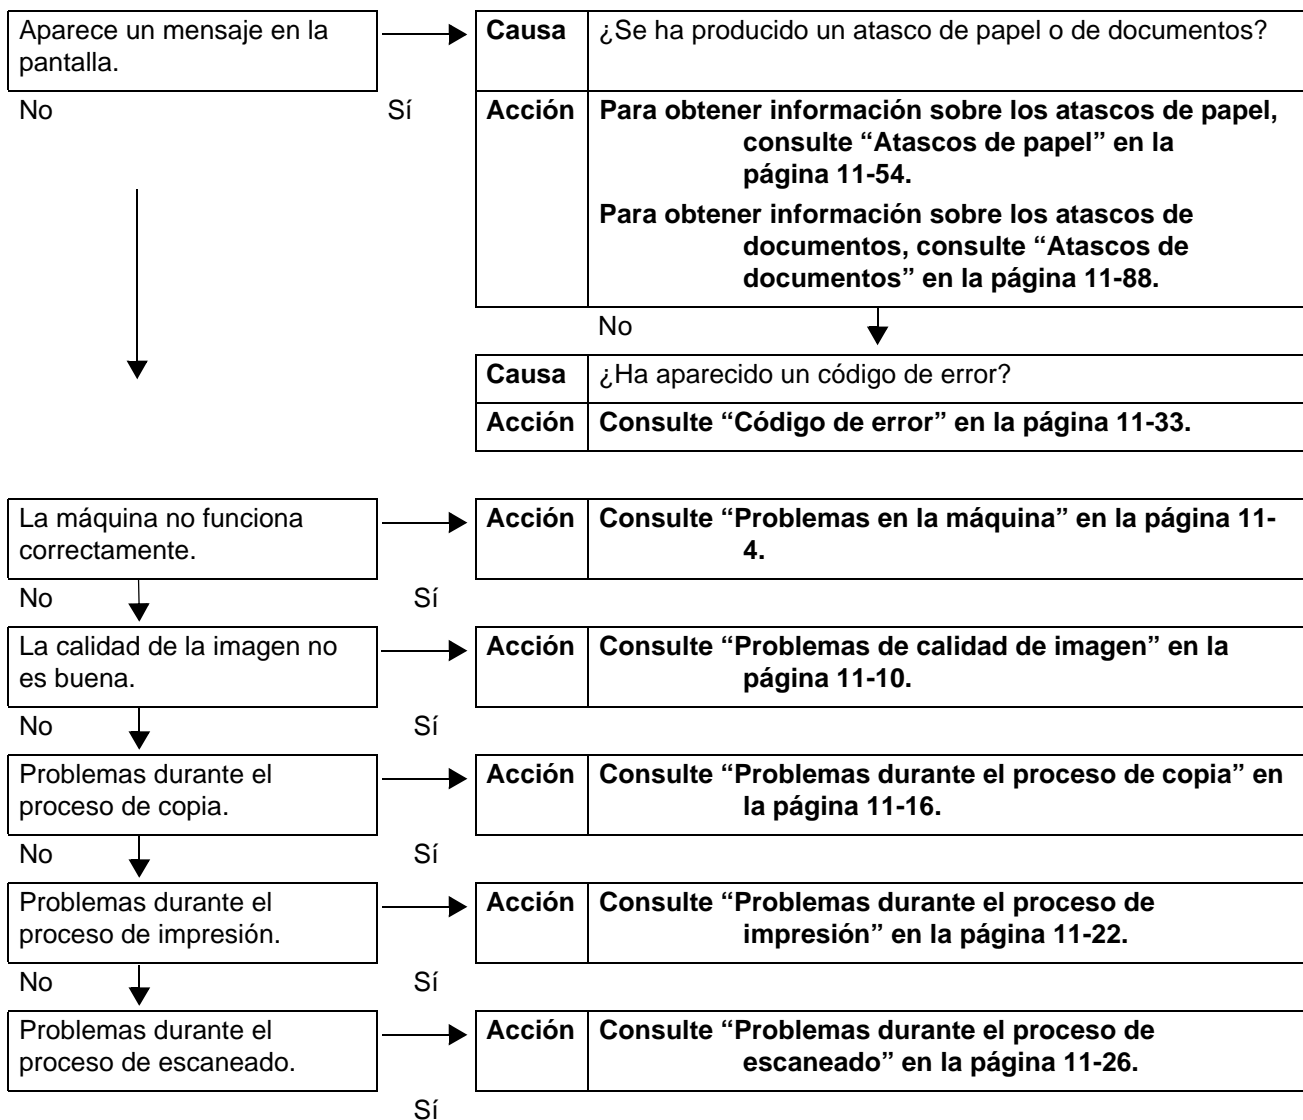 Aparece un mensaje en la
pantalla.
No
Sí
Causa
¿Se ha producido un atasco de papel o de documentos?
Acción
Para obtener información sobre los atascos de papel,
consulte “Atascos de papel” en la
página 11-54.
Para obtener información sobre los atascos de
documentos, consulte “Atascos de
documentos” en la página 11-88.
No
Causa
¿Ha aparecido un código de error?
Acción
Consulte “Código de error” en la página 11-33.
La máquina no funciona
correctamente.
Acción
Consulte “Problemas en la máquina” en la página 11-
4.
No
Sí
La calidad de la imagen no
es buena.
Acción
Consulte “Problemas de calidad de imagen” en la
página 11-10.
No
Sí
Problemas durante el
proceso de copia.
Acción
Consulte “Problemas durante el proceso de copia” en
la página 11-16.
No
Sí
Problemas durante el
proceso de impresión.
Acción
Consulte “Problemas durante el proceso de
impresión” en la página 11-22.
No
Sí
Problemas durante el
proceso de escaneado.
Acción
Consulte “Problemas durante el proceso de
escaneado” en la página 11-26.
Sí